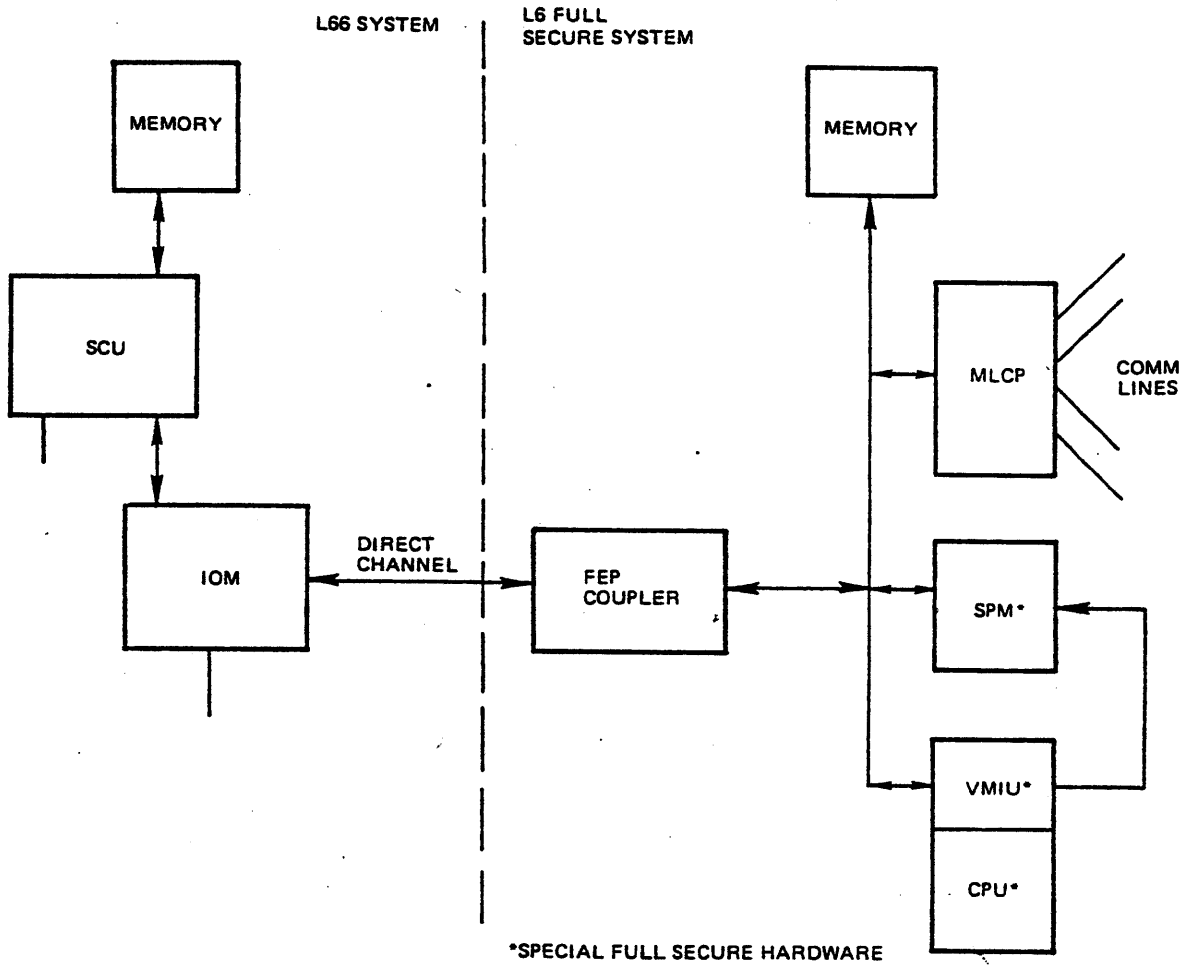 L66 SYSTEM
L6 FULL
SECURE SYSTEM
MEMORY
MEMORY
SCU
MLCP
COMM
LINES
IOM
DIRECT
CHANNEL
FEP
COUPLER
SPM*
VMIU*
CPU*
*SPECIAL FULL SECURE HARDWARE